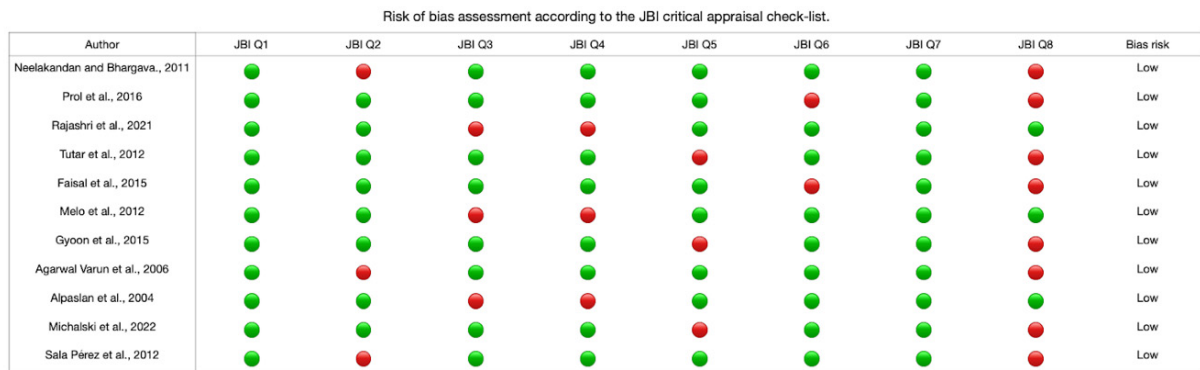 Risk of bias assessment according to the JBI critical appraisal check-list.
Author JBI Q1 JBI Q2 JBI Q3 JBI Q4 JBI Q5 JBI Q6 JBI Q7 JBI Q8 Bias risk
Neelakandan and Bhargava., 2011 Low
Prol et al., 2016 Low
Rajashri et al., 2021 Low
Tutar et al., 2012 Low
Faisal et al., 2015 Low
Melo et al., 2012 Low
Gyoon et al., 2015 Low
Agarwal Varun et al., 2006 Low
Alpaslan et al., 2004 Low
Michalski et al., 2022 Low
Sala Pérez et al., 2012 Low